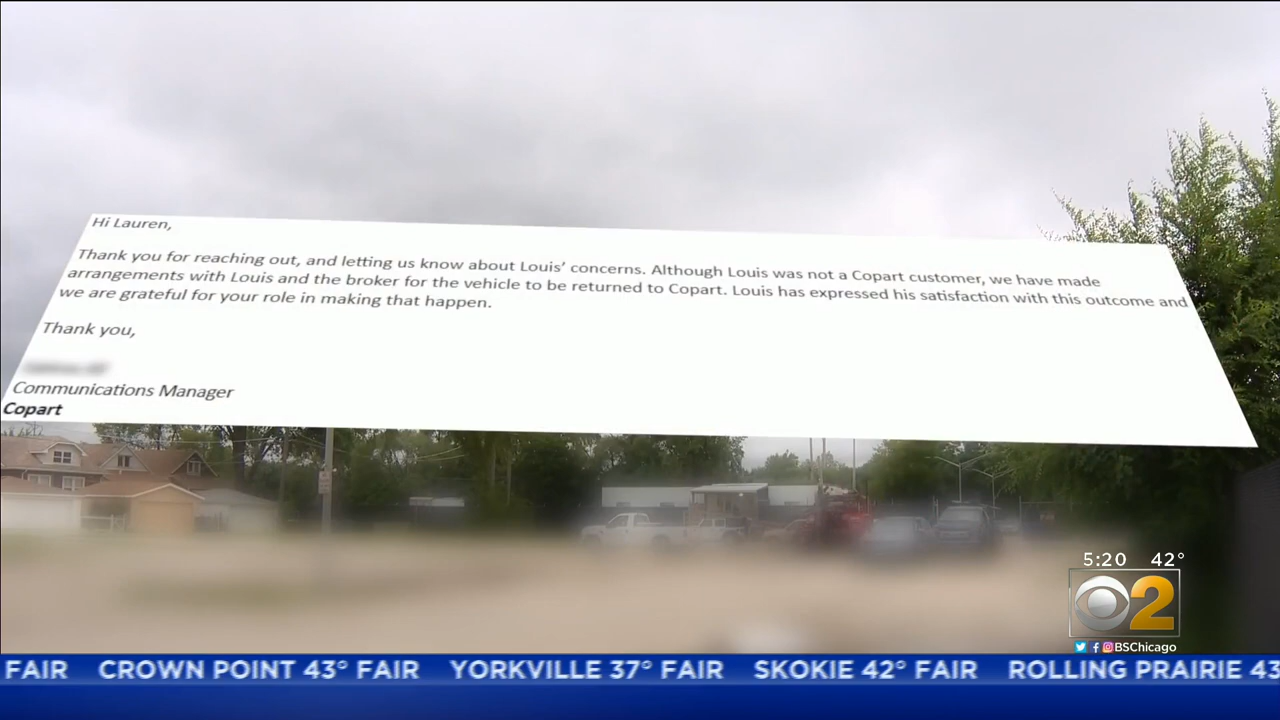 Hi Lauren,
Thank you for reaching out, and letting us know about Louis' concerns. Although Louis was not a Copart customer, we have made
arrangements with Louis and the broker for the vehicle to be returned to Copart. Louis has expressed his satisfaction with this outcome and
we are grateful for your role in making that happen.
Thank you,
Communications Manager
Copart
5:20 42°
2
BSChicago
FAIR CROWN POINT 43° FAIR YORKVILLE 37° FAIR SKOKIE 42° FAIR ROLLING PRAIRIE 43